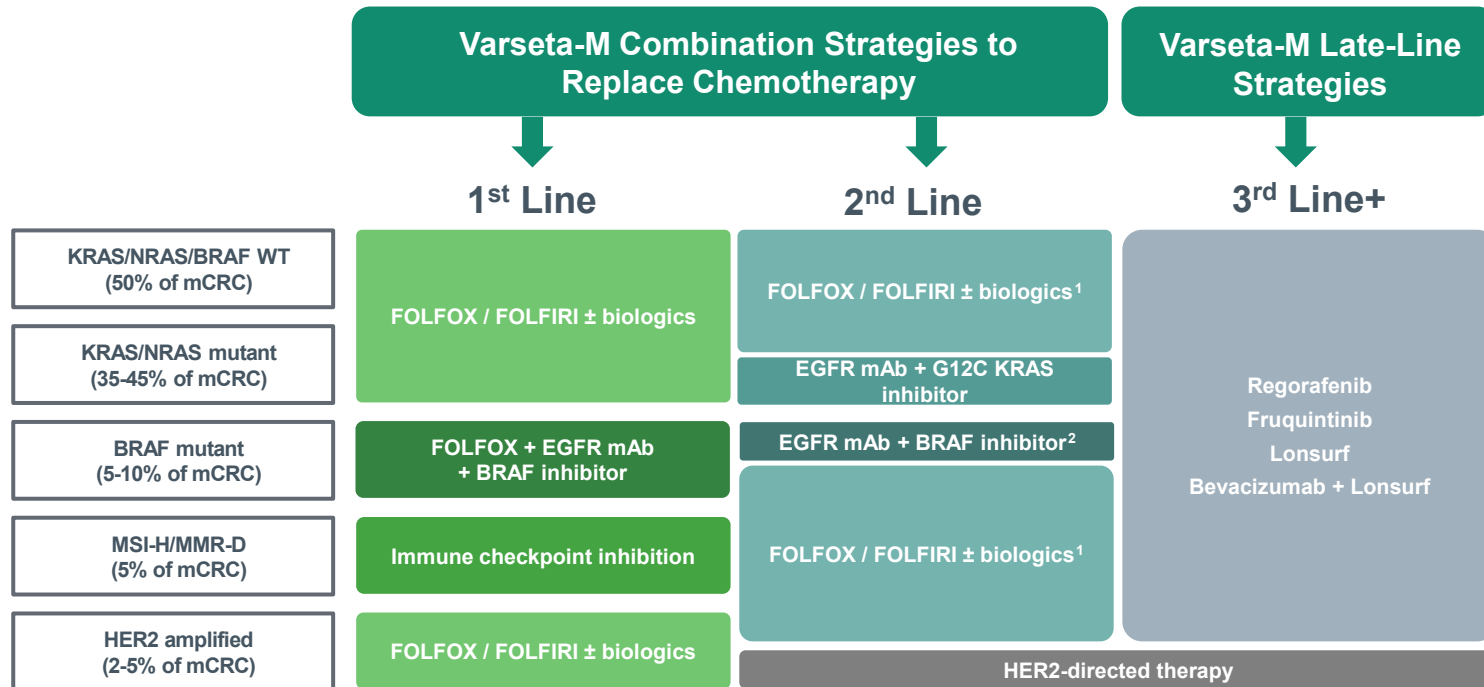 Varseta-M Combination Strategies to
Replace Chemotherapy
Varseta-M Late-Line
Strategies
1st Line
2nd Line
3rd Line+
KRAS/NRAS/BRAF WT
(50% of mCRC)
KRAS/NRAS mutant
(35-45% of mCRC)
BRAF mutant
(5-10% of mCRC)
MSI-H/MMR-D
(5% of mCRC)
HER2 amplified
(2-5% of mCRC)
FOLFOX / FOLFIRI ± biologics
FOLFOX + EGFR mAb
+ BRAF inhibitor
Immune checkpoint inhibition
FOLFOX / FOLFIRI ± biologics
FOLFOX / FOLFIRI ± biologics1
EGFR mAb + G12C KRAS
inhibitor
EGFR mAb + BRAF inhibitor2
FOLFOX / FOLFIRI ± biologics1
Regorafenib
Fruquintinib
Lonsurf
Bevacizumab + Lonsurf
HER2-directed therapy